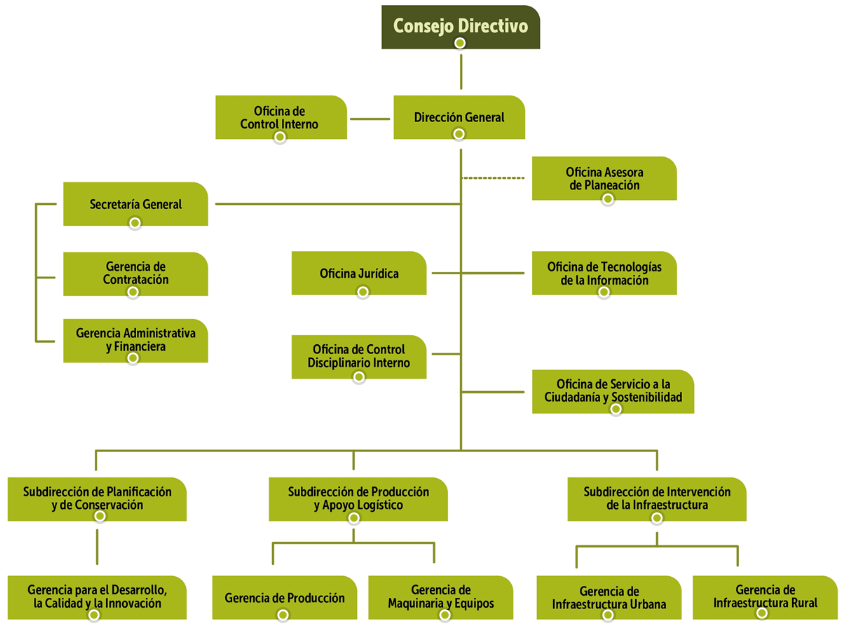 Consejo Directivo
Oficina de
Control Interno
Dirección General
Oficina Asesora
de Planeación
Secretaría General
Gerencia de
Contratación
Oficina Jurídica
Oficina de Tecnologías
de la Información
Gerencia Administrativa
y Financiera
Oficina de Control
Disciplinario Interno
Oficina de Servicio a la
Ciudadanía y Sostenibilidad
Subdirección de Planificación
y de Conservación
Subdirección de Producción
y Apoyo Logístico
Subdirección de Intervención
de la Infraestructura
Gerencia para el Desarrollo,
la Calidad y la Innovación
Gerencia de Producción
Gerencia de
Maquinaria y Equipos
Gerencia de
Infraestructura Urbana
Gerencia de
Infraestructura Rural